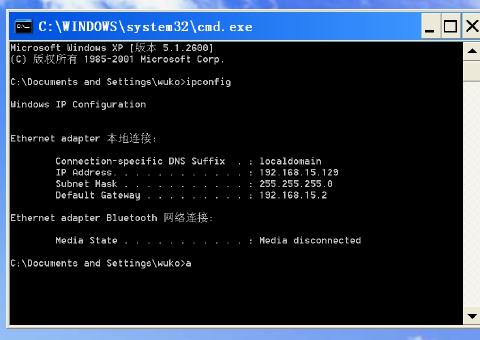 C:\WINDOWS\system32\cmd.exe
Microsoft Windows XP [版本 5.1.2600]
(C) 版权所有 1985-2001 Microsoft Corp.
C:\Documents and Settings\wuko>ipconfig
Windows IP Configuration
Ethernet adapter 本地连接:
Connection-specific DNS Suffix  . : localdomain
IP Address. . . . . . . . . . . . : 192.168.15.129
Subnet Mask . . . . . . . . . . . : 255.255.255.0
Default Gateway . . . . . . . . . : 192.168.15.2
Ethernet adapter Bluetooth 网络连接:
Media State . . . . . . . . . . . : Media disconnected
C:\Documents and Settings\wuko>a